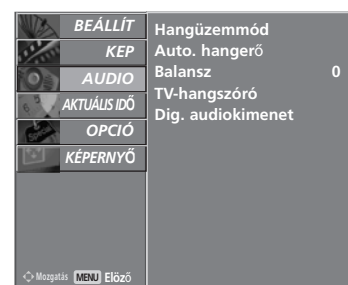 BEÁLLÍT
KEP
AUDIO
AKTUÁLIS IDŐ
OPCIÓ
KÉPERNYŐ
Hangüzemmód
Auto. hangerő
Balansz 0
TV-hangszóró
Dig. audiokimenet
Mozgatás MENU Előző